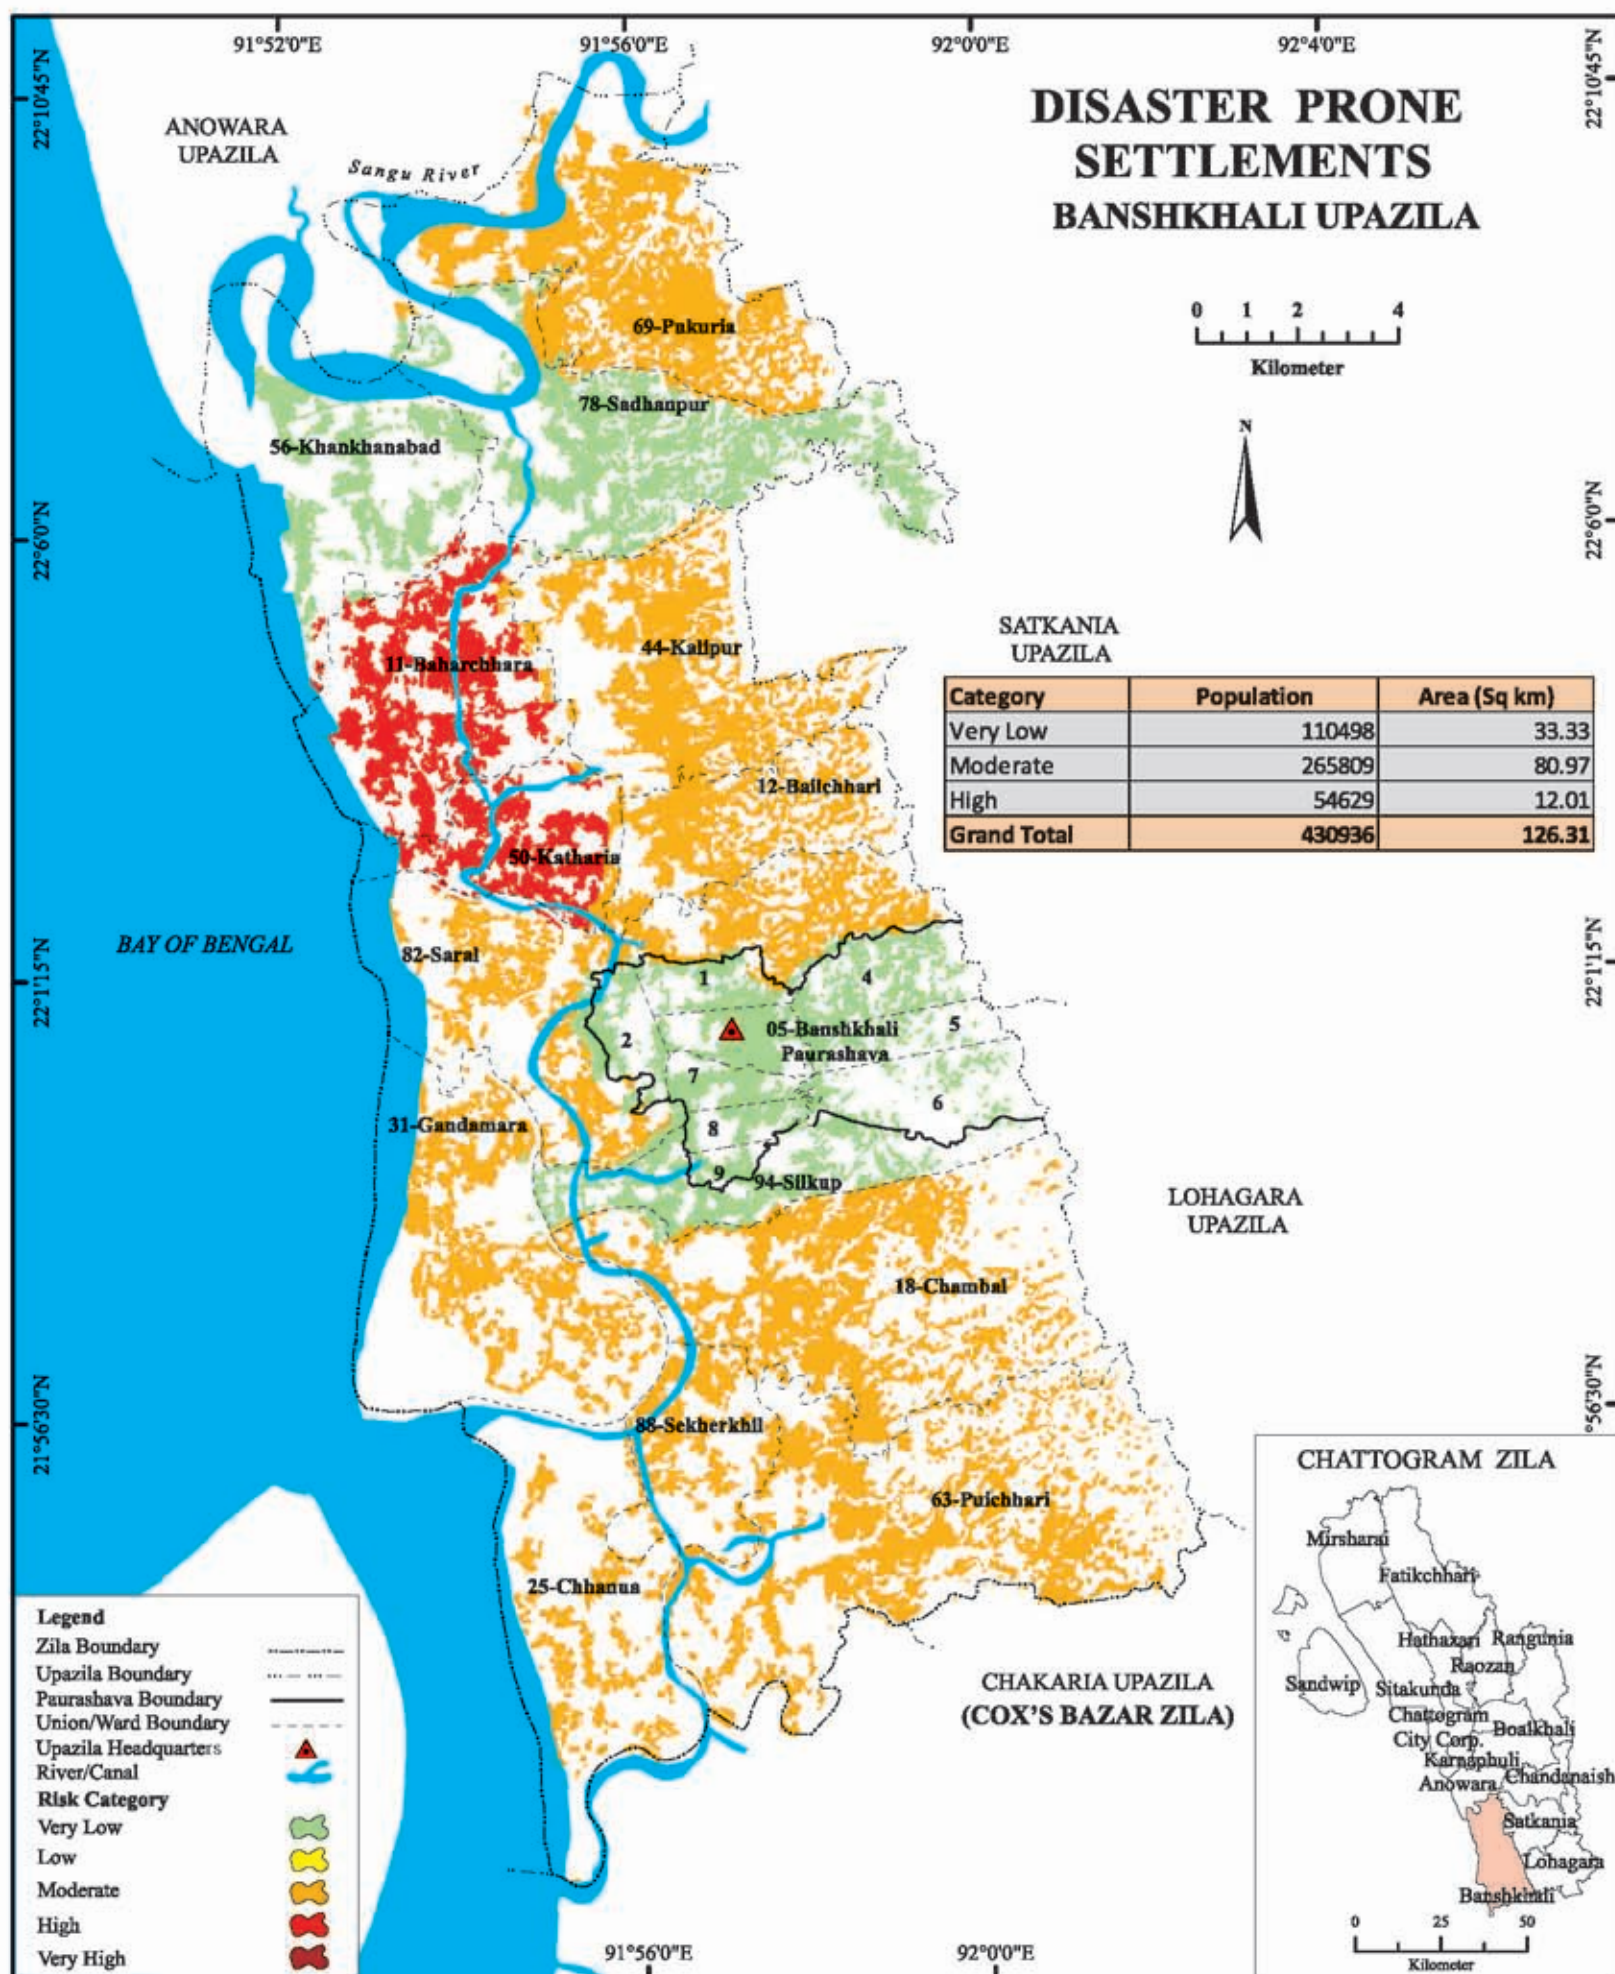 91°52'0"E
91°56'0"E
92°0'0"E
92°4'0"E
22°10'45"N
22°10'45"N
DISASTER PRONE
SETTLEMENTS
BANSHKHALI UPAZILA
ANOWARA
UPAZILA
Sangu River
0 1 2 4
Kilometer
69-Pukuria
78-Sadhanpur
56-Khankhanabad
N
22°6'0"N
22°6'0"N
SATKANIA
UPAZILA
44-Kalipur
11-Baharchhara
Category Population Area (Sq km)
Very Low 110498 33.33
Moderate 265809 80.97
High 54629 12.01
Grand Total 430936 126.31
12-Bailchhari
50-Katharia
BAY OF BENGAL
82-Saral
22°1'15"N
22°1'15"N
1
4
2
05-Banshkhali
Paurashava
5
7
6
31-Gandamara
8
9
94-Silkup
LOHAGARA
UPAZILA
18-Chambal
21°56'30"N
°56'30"N
88-Sekherkhil
63-Puichhari
25-Chhanua
CHAKARIA UPAZILA
(COX'S BAZAR ZILA)
Legend
Zila Boundary
Upazila Boundary
Paurashava Boundary
Union/Ward Boundary
Upazila Headquarters
River/Canal
Risk Category
Very Low
Low
Moderate
High
Very High
91°56'0"E
92°0'0"E
CHATTOGRAM ZILA
Mirsharai
Fatikchhari
Hathazari
Rangunia
Raozan
Sandwip
Sitakunda
Chattogram
City Corp.
Boalkhali
Karnaphuli
Anowara
Chandanaish
Satkania
Lohagara
Banshkhali
0 25 50
Kilometer